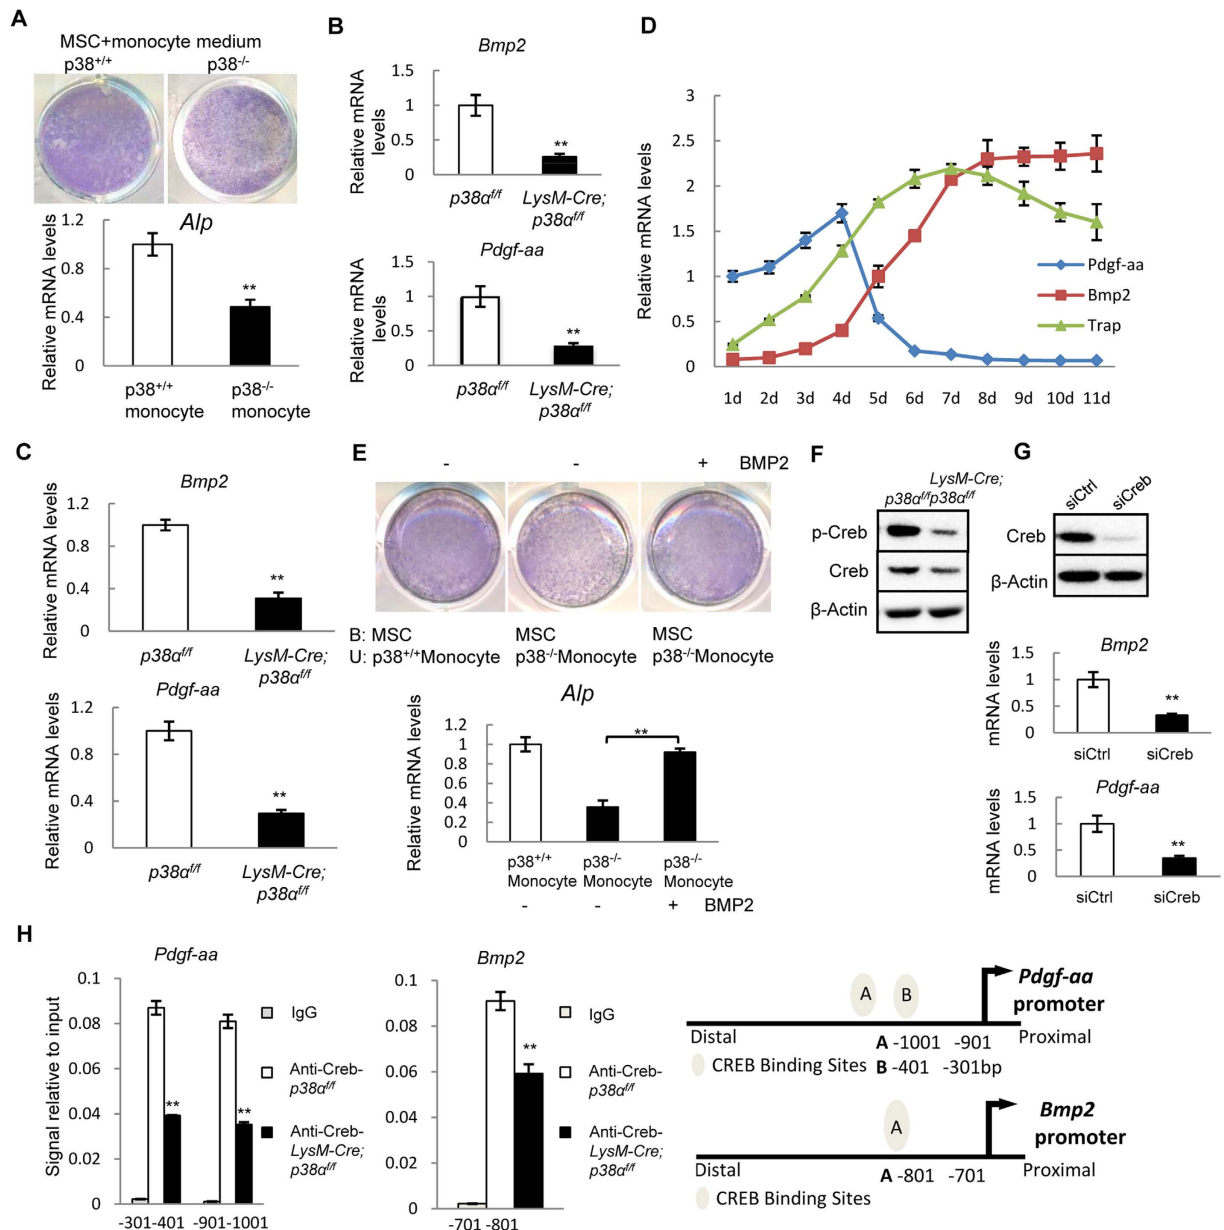 A
MSC+monocyte medium
p38+/+ p38-/-
Alp
Relative mRNA levels
1.2
0.8
0.4
0
p38+/+ p38-/-
monocyte monocyte
**
B
Bmp2
Relative mRNA
levels
1.5
1
0.5
0
**
p38αf/f LysM-Cre;
p38αf/f
Pdgf-aa
Relative mRNA
levels
1.5
1
0.5
0
**
p38αf/f LysM-Cre;
p38αf/f
D
Relative mRNA levels
3
2.5
2
1.5
1
0.5
0
1d 2d 3d 4d 5d 6d 7d 8d 9d 10d 11d
Pdgf-aa
Bmp2
Trap
C
Bmp2
Relative mRNA levels
1.2
0.8
0.4
0
**
p38αf/f LysM-Cre;
p38αf/f
Pdgf-aa
Relative mRNA levels
1.2
0.8
0.4
0
**
p38αf/f LysM-Cre;
p38αf/f
E
- - + BMP2
B: MSC MSC MSC
U: p38+/+Monocyte p38-/-Monocyte p38-/-Monocyte
Alp
Relative mRNA levels
1.2
1
0.8
0.6
0.4
0.2
0
**
p38+/+ p38-/- p38-/-
Monocyte Monocyte Monocyte
- - + BMP2
F
LysM-Cre;
p38αf/f p38αf/f
p-Creb
Creb
β-Actin
G
siCtrl siCreb
Creb
β-Actin
Bmp2
mRNA levels
1.5
1
0.5
0
**
siCtrl siCreb
Pdgf-aa
mRNA levels
1.5
1
0.5
0
**
siCtrl siCreb
H
Pdgf-aa
Signal relative to input
0.1
0.08
0.06
0.04
0.02
0
** **
-301-401 -901-1001
IgG
Anti-Creb-
p38αf/f
Anti-Creb-
LysM-Cre;
p38αf/f
Bmp2
0.1
0.08
0.06
0.04
0.02
0
**
-701 -801
IgG
Anti-Creb-
p38αf/f
Anti-Creb-
LysM-Cre;
p38αf/f
A B
Pdgf-aa
promoter
Distal A -1001 -901 Proximal
CREB Binding Sites B -401 -301bp
A
Bmp2
promoter
Distal A -801 -701 Proximal
CREB Binding Sites